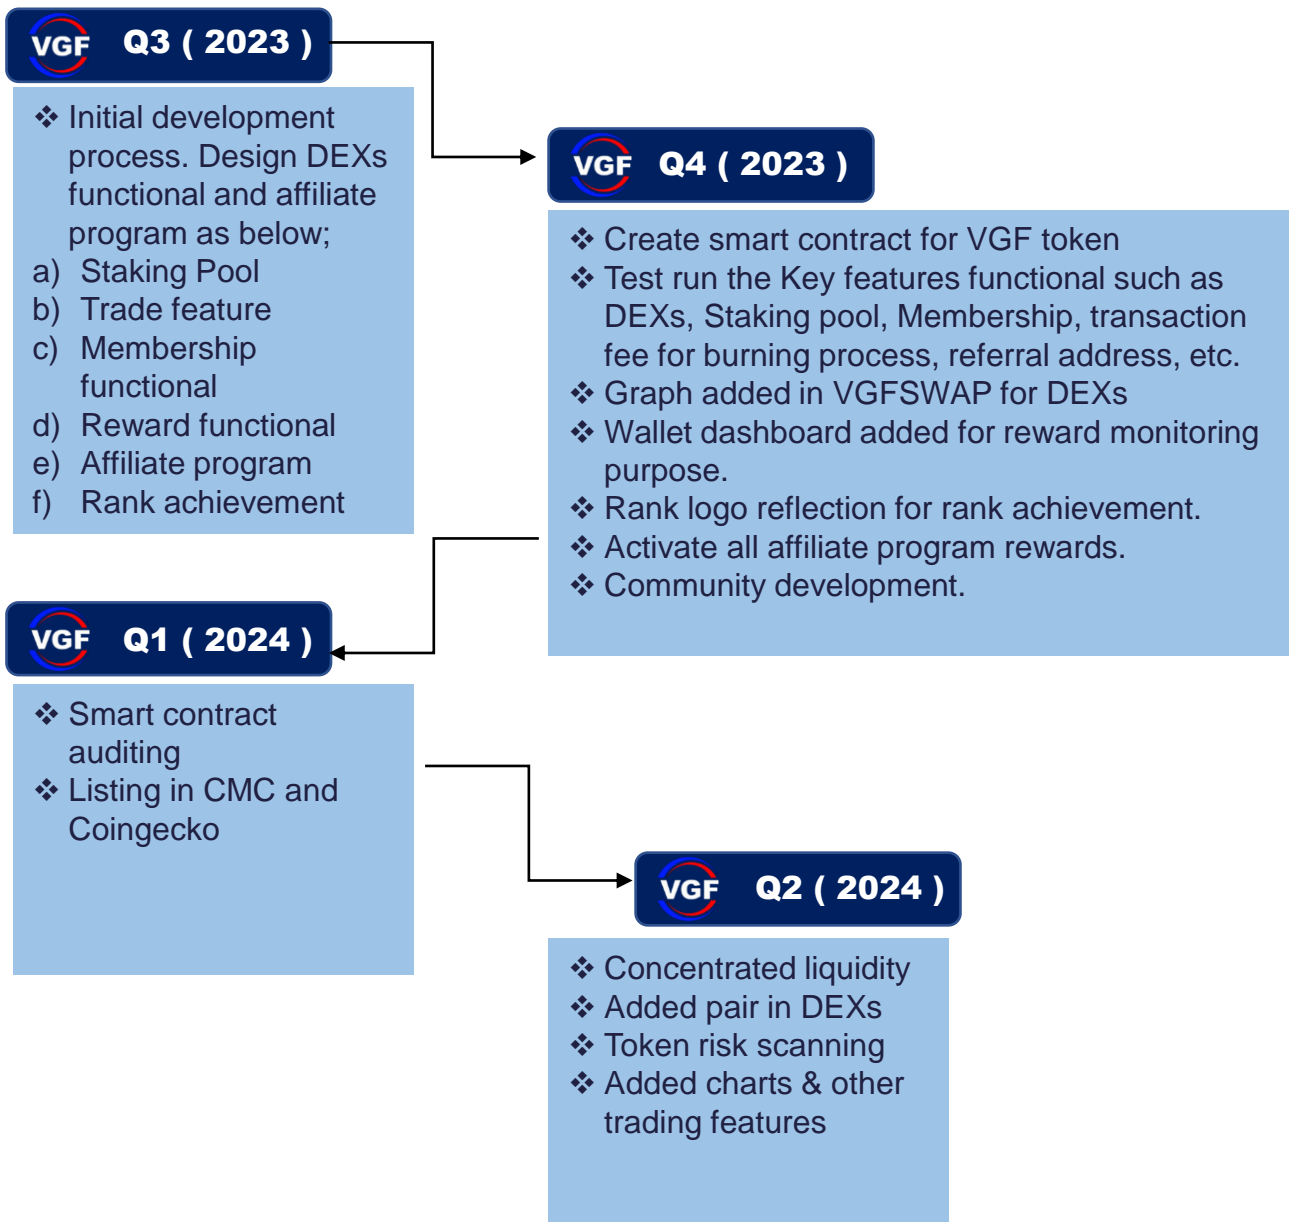 VGF Q3 ( 2023 )
❖ Initial development
process. Design DEXs
functional and affiliate
program as below;
a) Staking Pool
b) Trade feature
c) Membership
functional
d) Reward functional
e) Affiliate program
f) Rank achievement
VGF Q4 ( 2023 )
❖ Create smart contract for VGF token
❖ Test run the Key features functional such as
DEXs, Staking pool, Membership, transaction
fee for burning process, referral address, etc.
❖ Graph added in VGFSWAP for DEXs
❖ Wallet dashboard added for reward monitoring
purpose.
❖ Rank logo reflection for rank achievement.
❖ Activate all affiliate program rewards.
❖ Community development.
VGF Q1 ( 2024 )
❖ Smart contract
auditing
❖ Listing in CMC and
Coingecko
VGF Q2 ( 2024 )
❖ Concentrated liquidity
❖ Added pair in DEXs
❖ Token risk scanning
❖ Added charts & other
trading features